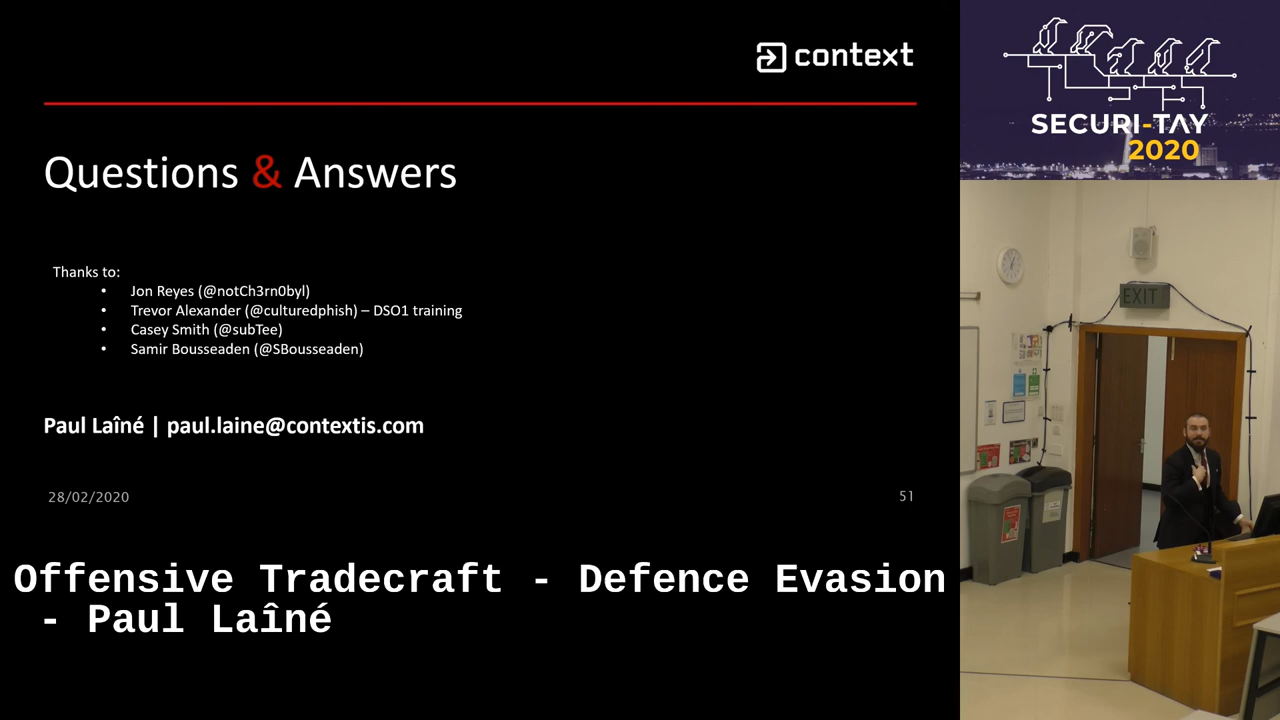 context
Questions & Answers
Thanks to:
• Jon Reyes (@notCh3rn0byl)
• Trevor Alexander (@culturedphish) – DSO1 training
• Casey Smith (@subTee)
• Samir Bousseaden (@SBousseaden)
Paul Laîné | paul.laine@contextis.com
28/02/2020
51
Offensive Tradecraft - Defence Evasion
- Paul Laîné
SECURI-TAY
2020
EXIT